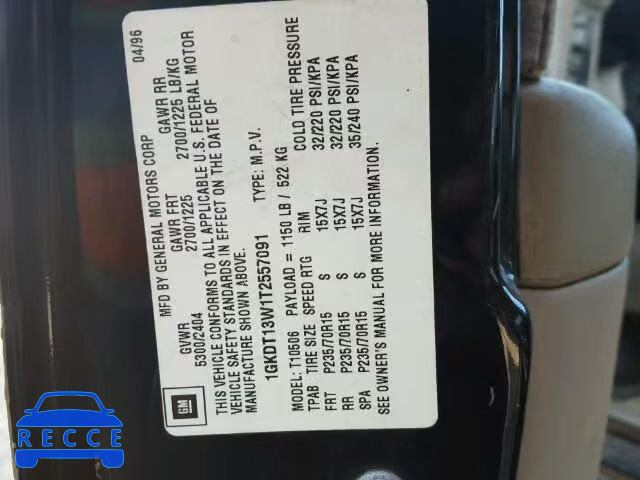 MFD BY GENERAL MOTORS CORP 04/96
GVWR GAWR FRT GAWR RR
5300/2404 2700/1225 2700/1225 LB/KG
THIS VEHICLE CONFORMS TO ALL APPLICABLE U.S. FEDERAL MOTOR
VEHICLE SAFETY STANDARDS IN EFFECT ON THE DATE OF
MANUFACTURE SHOWN ABOVE.
1GKDT13W1T2557091 TYPE: M.P.V.
MODEL: T10506 PAYLOAD = 1150 LB / 522 KG
TPAB TIRE SIZE SPEED RTG RIM COLD TIRE PRESSURE
FRT P235/70R15 S 15X7J 32/220 PSI/KPA
RR P235/70R15 S 15X7J 32/220 PSI/KPA
SPA P235/70R15 S 15X7J 35/240 PSI/KPA
SEE OWNER'S MANUAL FOR MORE INFORMATION.
GM
RECCE